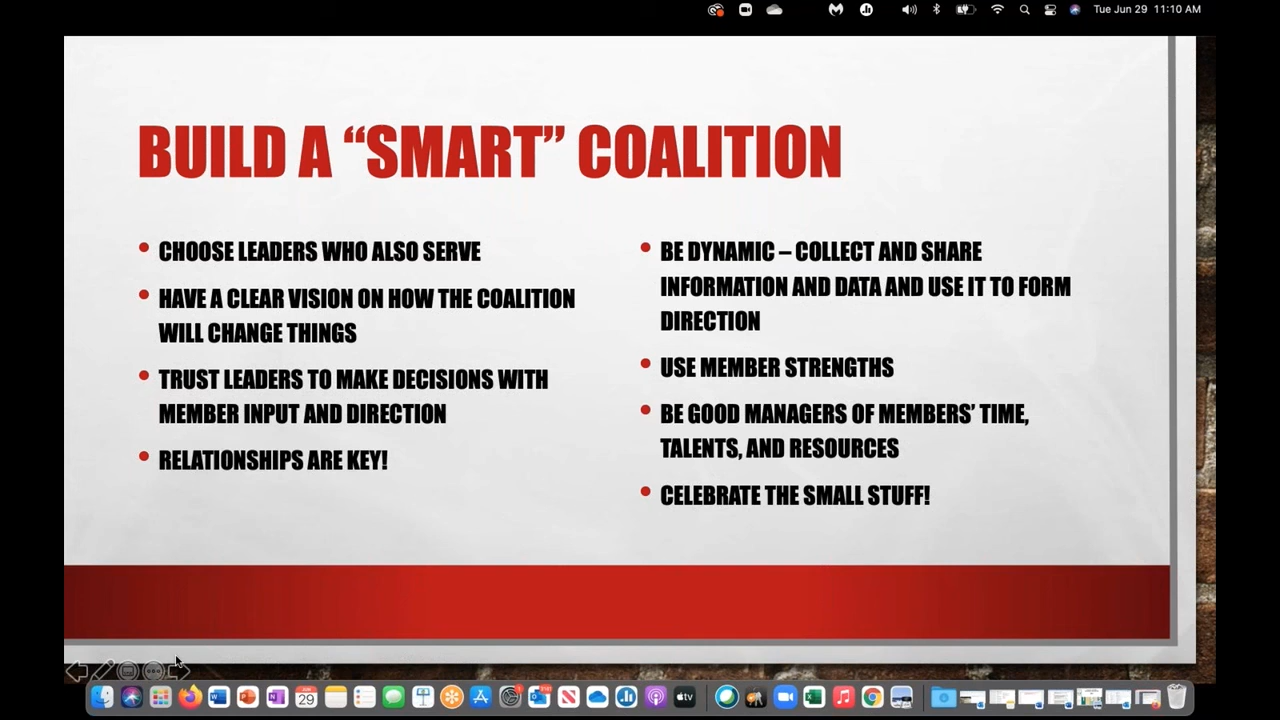 Tue Jun 29 11:10 AM
BUILD A “SMART” COALITION
• CHOOSE LEADERS WHO ALSO SERVE
• HAVE A CLEAR VISION ON HOW THE COALITION
WILL CHANGE THINGS
• TRUST LEADERS TO MAKE DECISIONS WITH
MEMBER INPUT AND DIRECTION
• RELATIONSHIPS ARE KEY!
• BE DYNAMIC – COLLECT AND SHARE
INFORMATION AND DATA AND USE IT TO FORM
DIRECTION
• USE MEMBER STRENGTHS
• BE GOOD MANAGERS OF MEMBERS’ TIME,
TALENTS, AND RESOURCES
• CELEBRATE THE SMALL STUFF!
29
tv